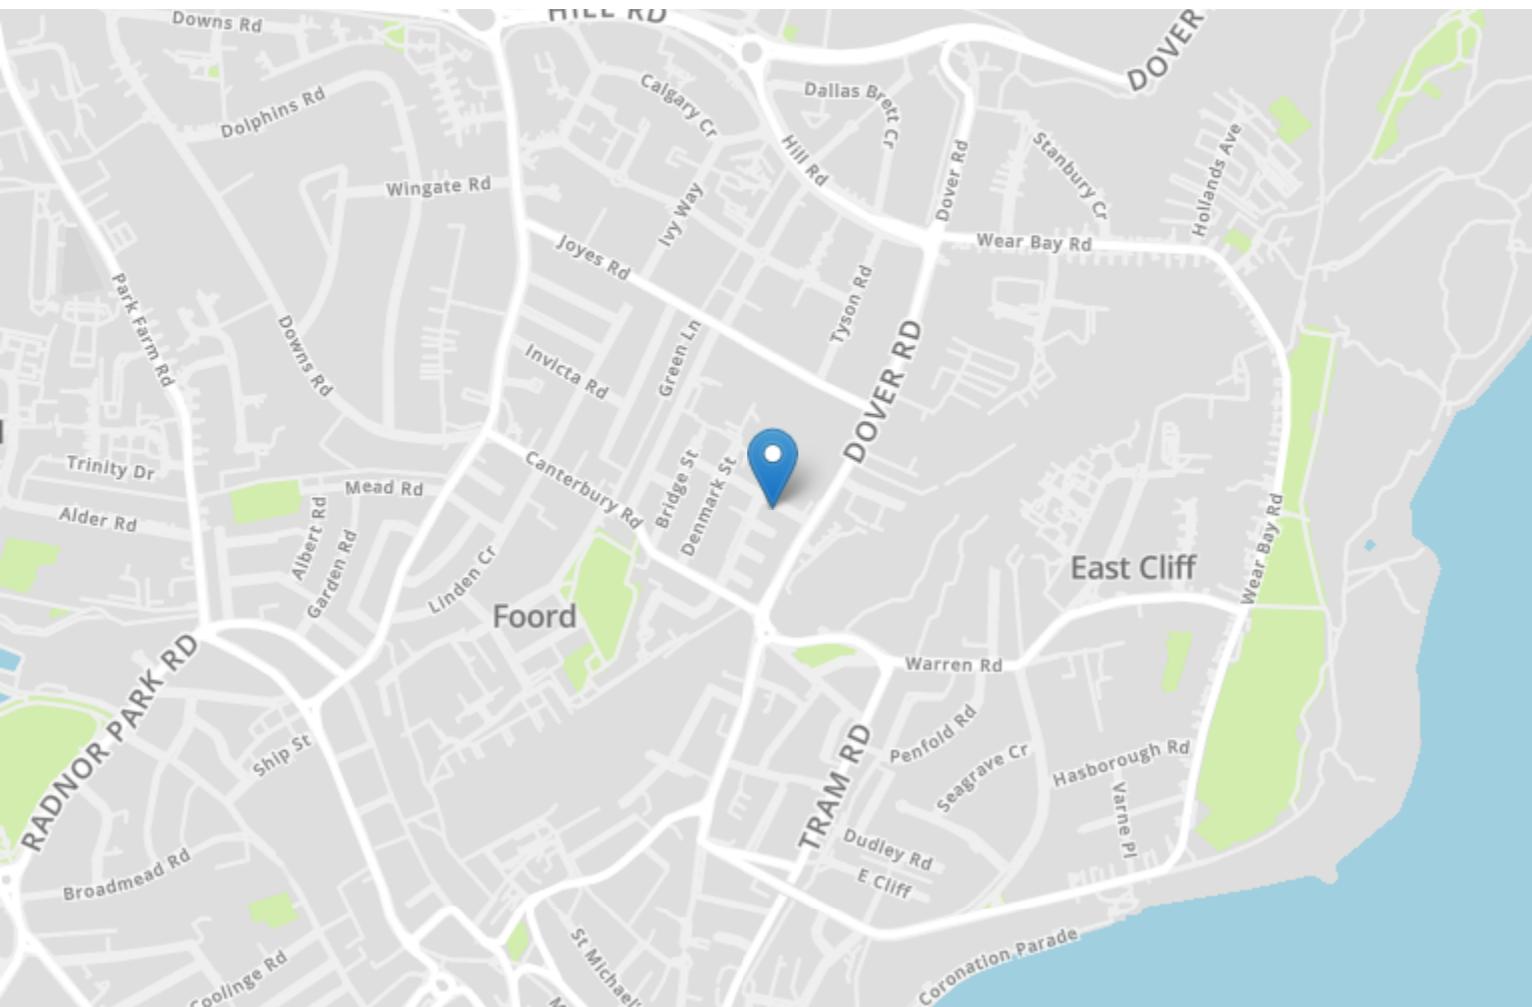 HILL RD
Downs Rd
DOVER
Calgary Cr
Dallas Brett Cr
Dolphins Rd
Hill Rd
Stanbury Cr
Hollands Ave
Dover Rd
Wingate Rd
Ivy Way
Joyes Rd
Wear Bay Rd
Park Farm Rd
Tyson Rd
Downs Rd
Green Ln
Invicta Rd
DOVER RD
Trinity Dr
Mead Rd
Canterbury Rd
Bridge St
Denmark St
Alder Rd
Albert Rd
Garden Rd
Linden Cr
East Cliff
Wear Bay Rd
Foord
RADNOR PARK RD
Warren Rd
Ship St
Penfold Rd
TRAM RD
Seagrave Cr
Hasborough Rd
Varne Pl
Dudley Rd
E Cliff
Broadmead Rd
St Michael'
Coronation Parade
Coolinge Rd